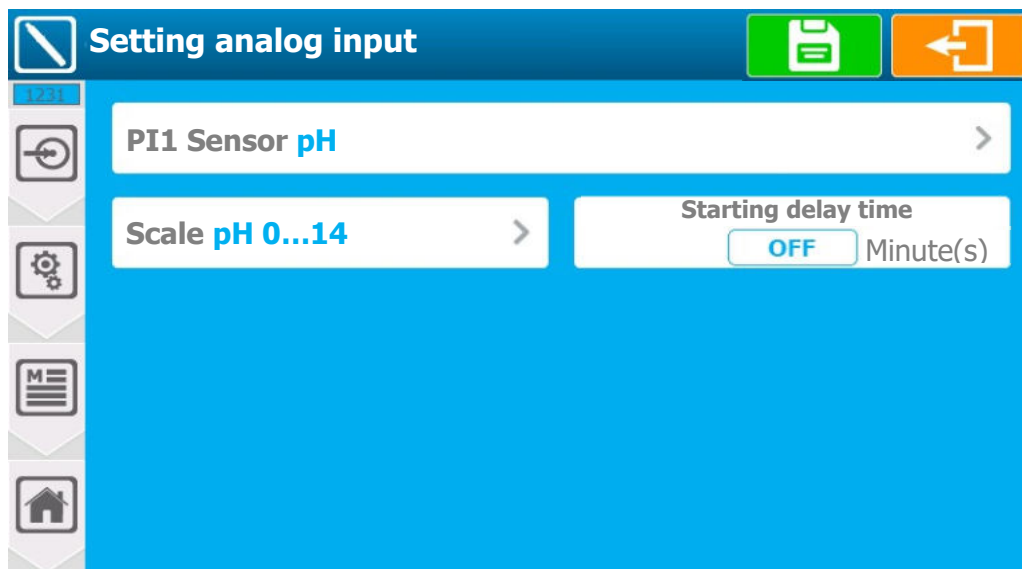 Setting analog input
1231
PI1 Sensor pH
Scale pH 0...14
Starting delay time
OFF Minute(s)
M